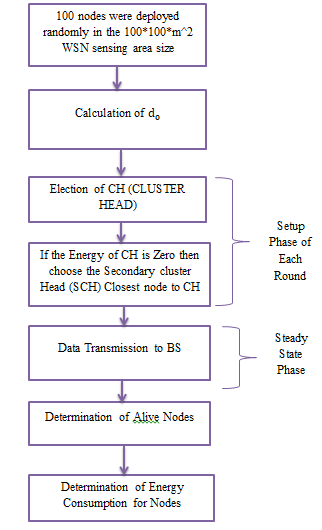 100 nodes were deployed
randomly in the 100*100*m^2
WSN sensing area size
Calculation of d₀
Election of CH (CLUSTER
HEAD)
If the Energy of CH is Zero then
choose the Secondary cluster
Head (SCH) Closest node to CH
Setup
Phase of
Each
Round
Data Transmission to BS
Steady
State
Phase
Determination of Alive Nodes
Determination of Energy
Consumption for Nodes